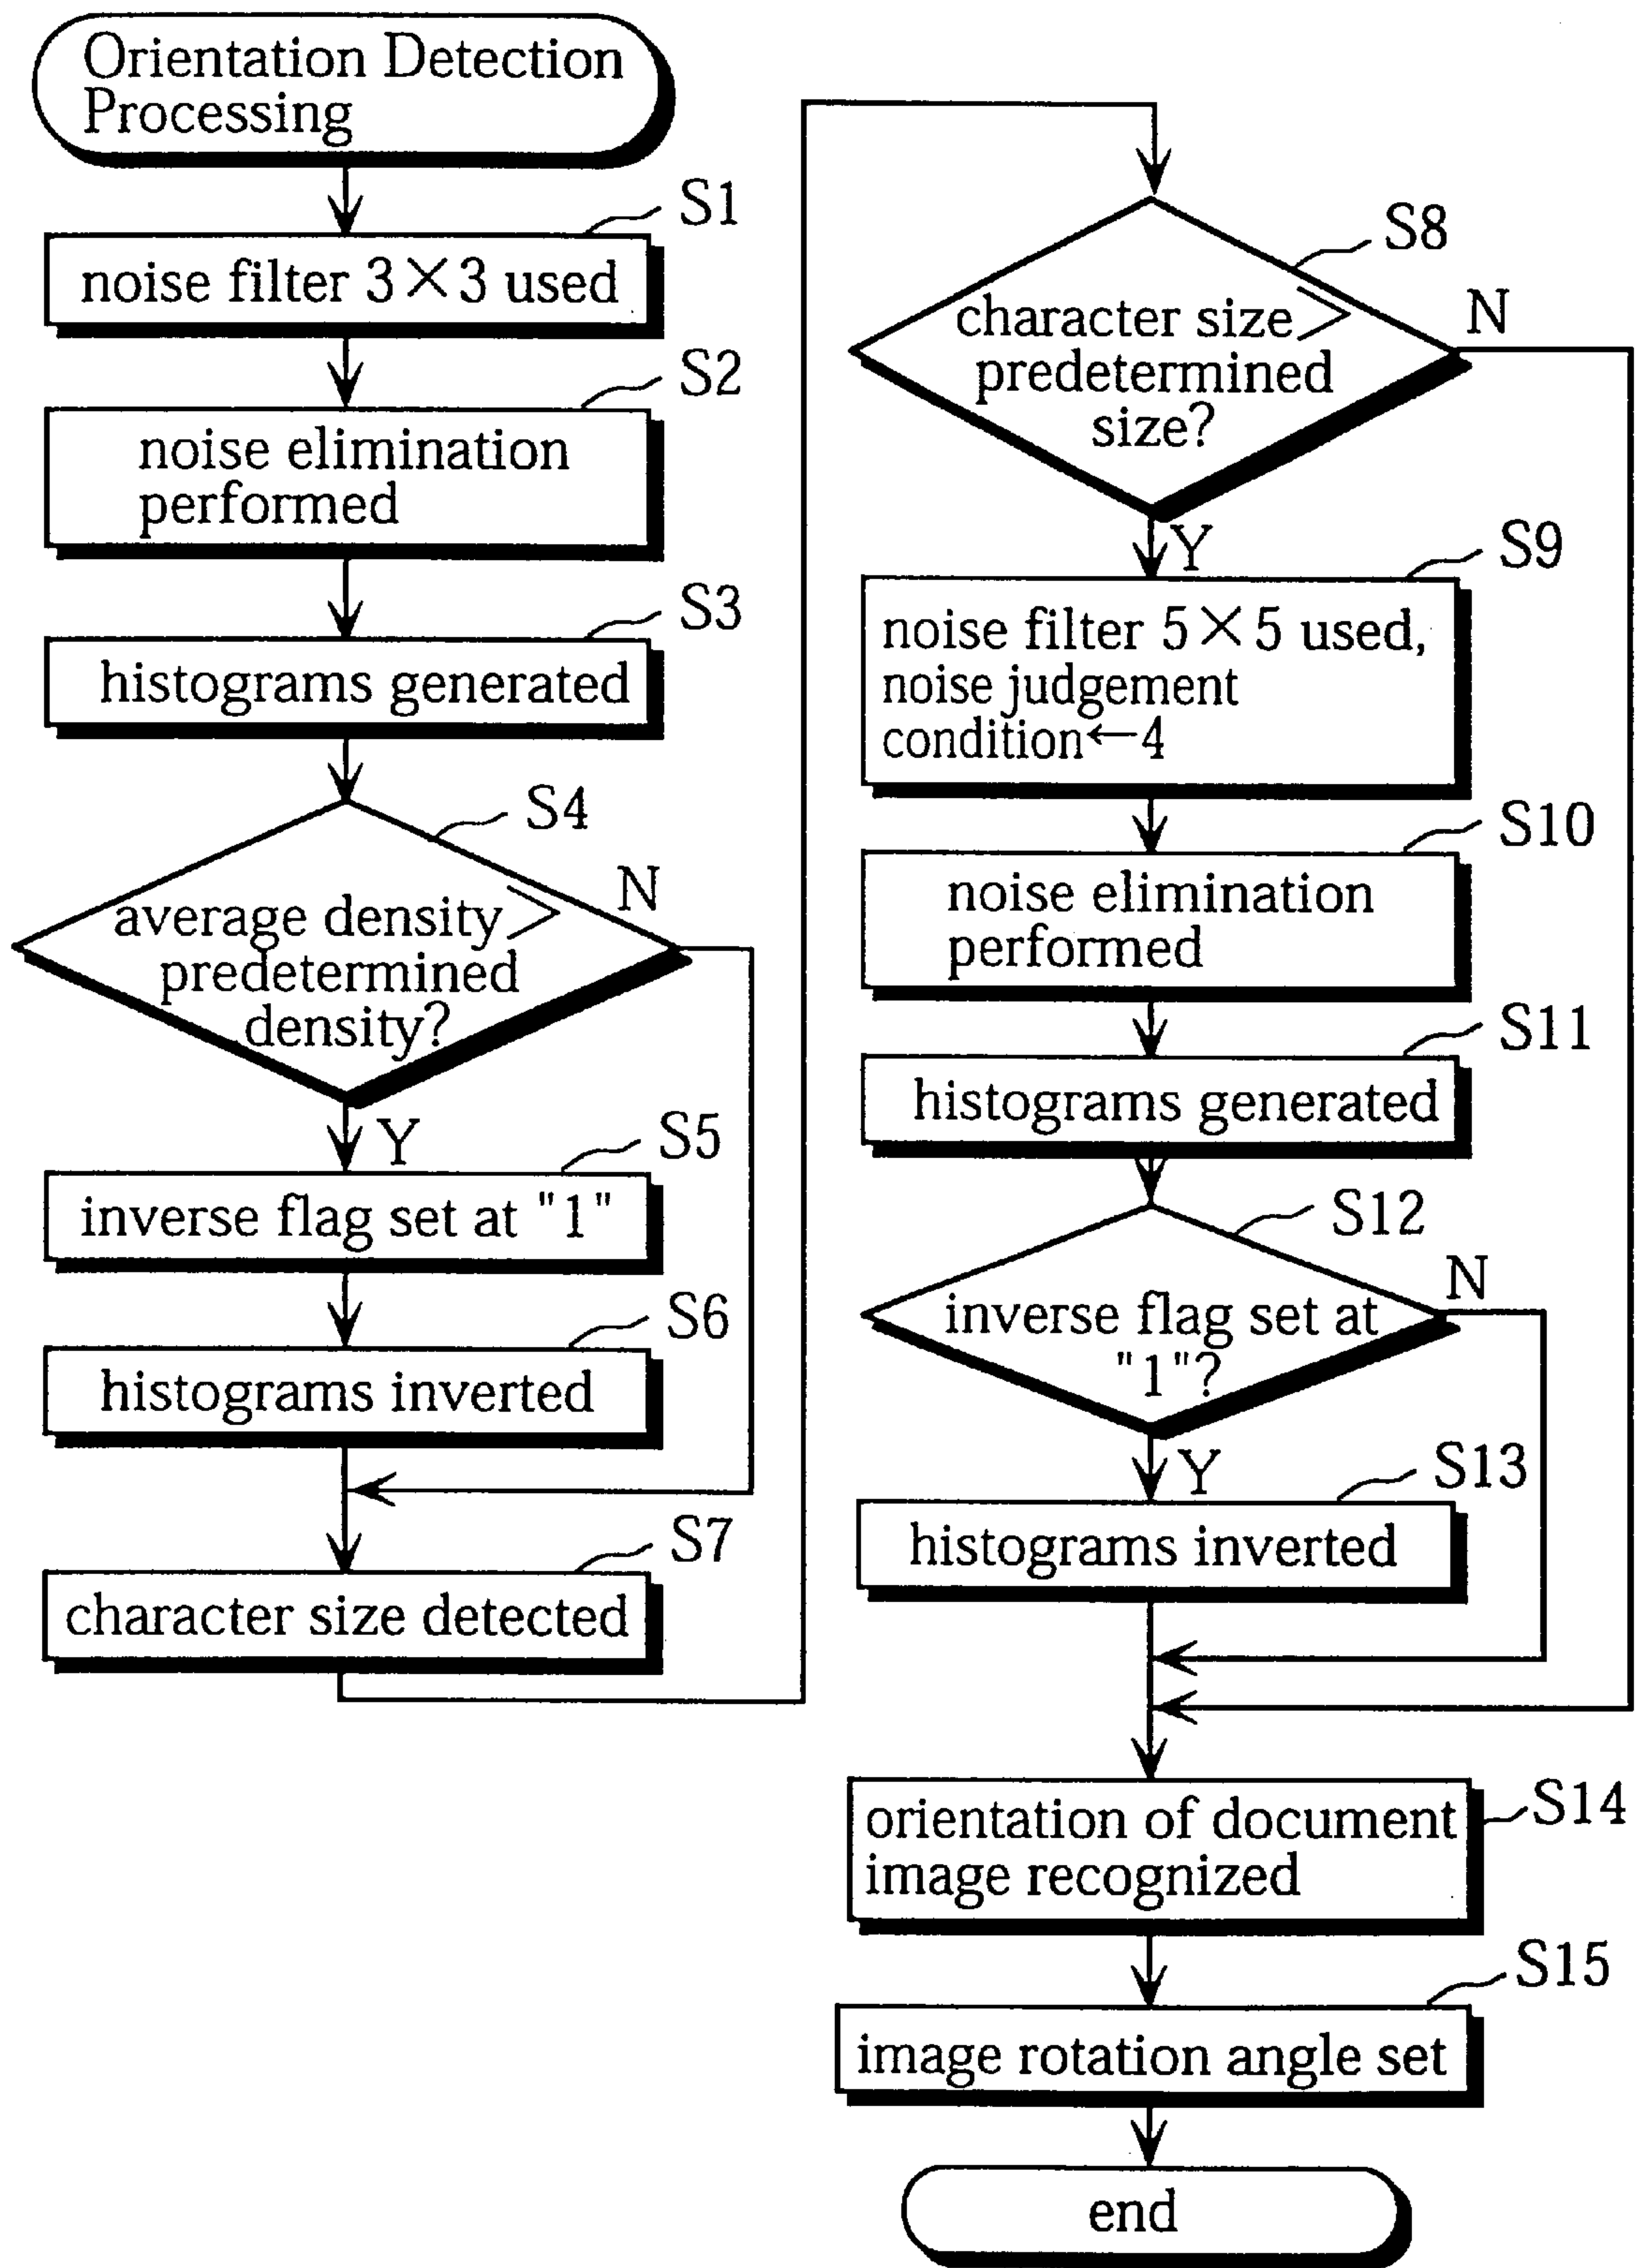 Orientation Detection
Processing
S1
noise filter 3×3 used
S2
noise elimination
performed
S3
histograms generated
S4
average density>
predetermined
density?
N
Y
S5
inverse flag set at "1"
S6
histograms inverted
S7
character size detected
S8
character size>
predetermined
size?
N
Y
S9
noise filter 5×5 used,
noise judgement
condition←4
S10
noise elimination
performed
S11
histograms generated
S12
inverse flag set at
"1"?
N
Y
S13
histograms inverted
S14
orientation of document
image recognized
S15
image rotation angle set
end